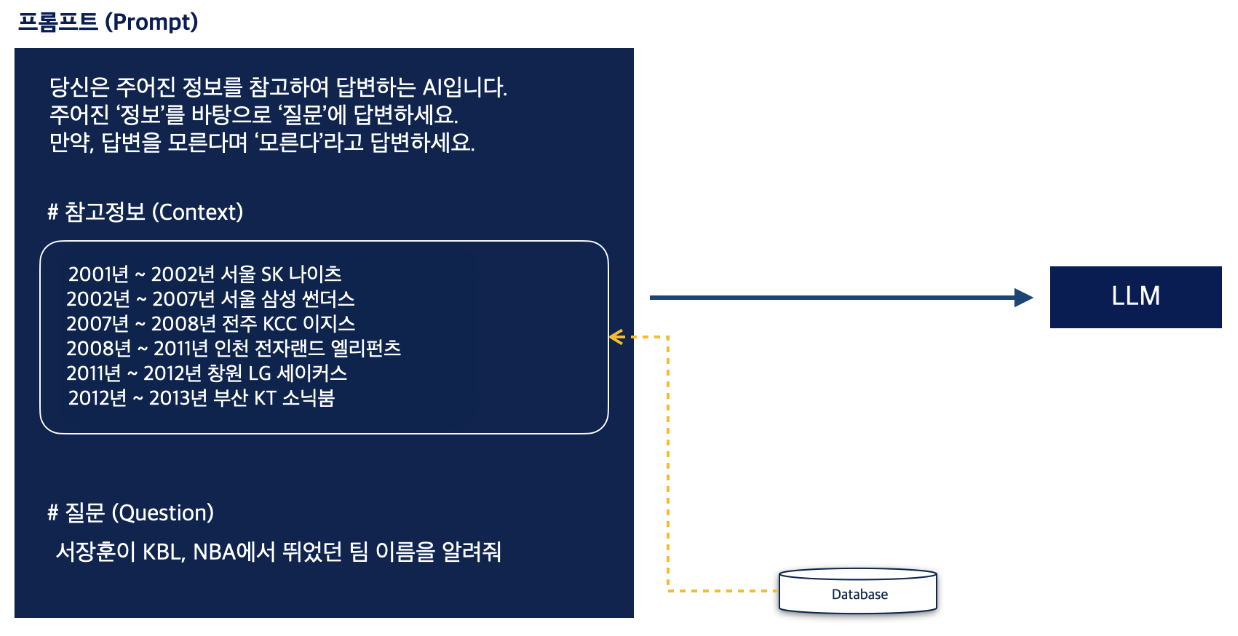 프롬프트 (Prompt)
당신은 주어진 정보를 참고하여 답변하는 AI입니다.
주어진 ‘정보’를 바탕으로 ‘질문’에 답변하세요.
만약, 답변을 모른다며 ‘모른다’라고 답변하세요.
# 참고정보 (Context)
2001년 ~ 2002년 서울 SK 나이츠
2002년 ~ 2007년 서울 삼성 썬더스
2007년 ~ 2008년 전주 KCC 이지스
2008년 ~ 2011년 인천 전자랜드 엘리펀츠
2011년 ~ 2012년 창원 LG 세이커스
2012년 ~ 2013년 부산 KT 소닉붐
# 질문 (Question)
서장훈이 KBL, NBA에서 뛰었던 팀 이름을 알려줘
LLM
Database